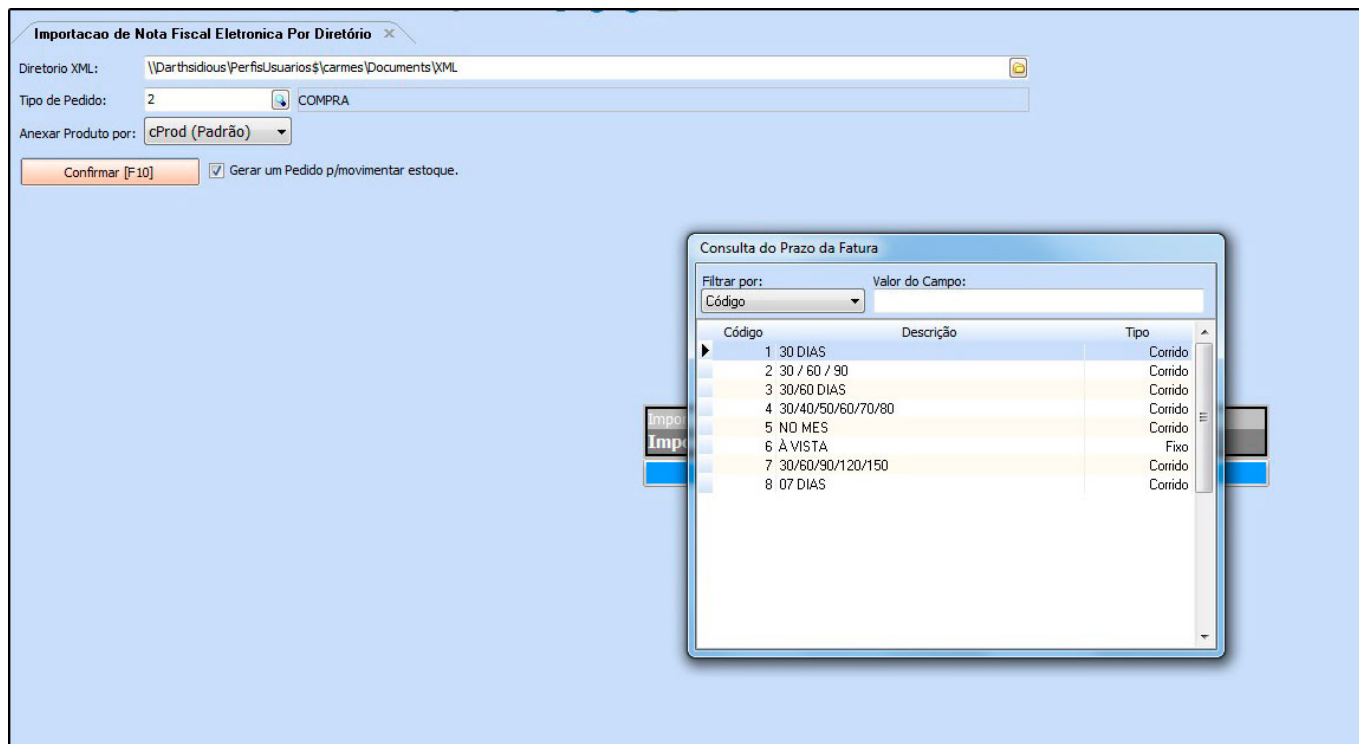 Importacao de Nota Fiscal Eletronica Por Diretório
Diretorio XML: \\Darthsidious\PerfisUsuarios$\carmes\Documents\XML
Tipo de Pedido: 2 COMPRA
Anexar Produto por: cProd (Padrão)
Confirmar [F10] Gerar um Pedido p/movimentar estoque.
Consulta do Prazo da Fatura
Filtrar por: Valor do Campo:
Código
Código Descrição Tipo
1 30 DIAS Corrido
2 30 / 60 / 90 Corrido
3 30/60 DIAS Corrido
4 30/40/50/60/70/80 Corrido
5 NO MES Corrido
6 À VISTA Fixo
7 30/60/90/120/150 Corrido
8 07 DIAS Corrido